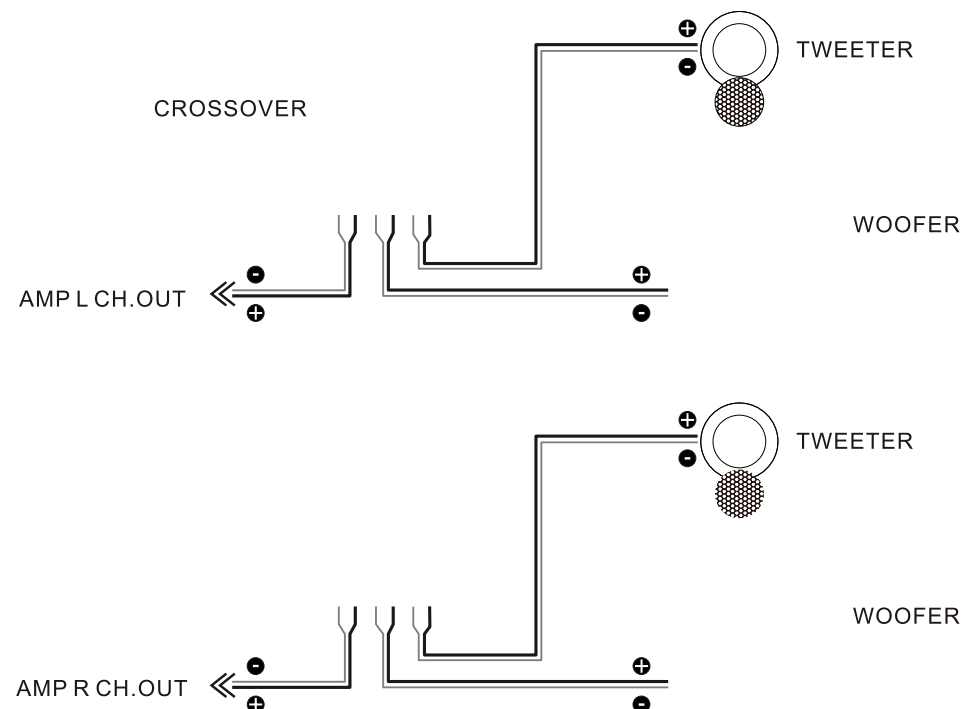 TWEETER
CROSSOVER
WOOFER
AMP L CH.OUT
TWEETER
WOOFER
AMP R CH.OUT